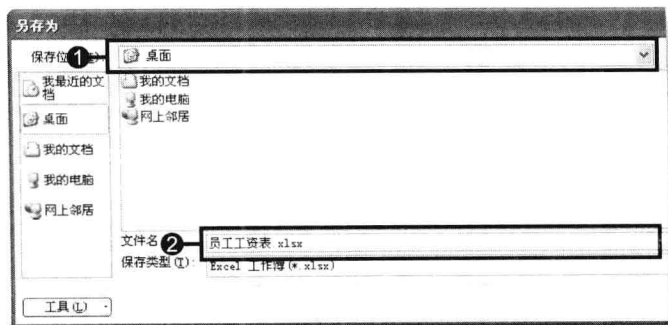 另存为
保存位
1
桌面
我最近的文档
桌面
我的文档
我的电脑
网上邻居
我的文档
我的电脑
网上邻居
文件名
2
员工工资表 xlsx
保存类型(T):
Excel 工作簿(*.xlsx)
工具(L)